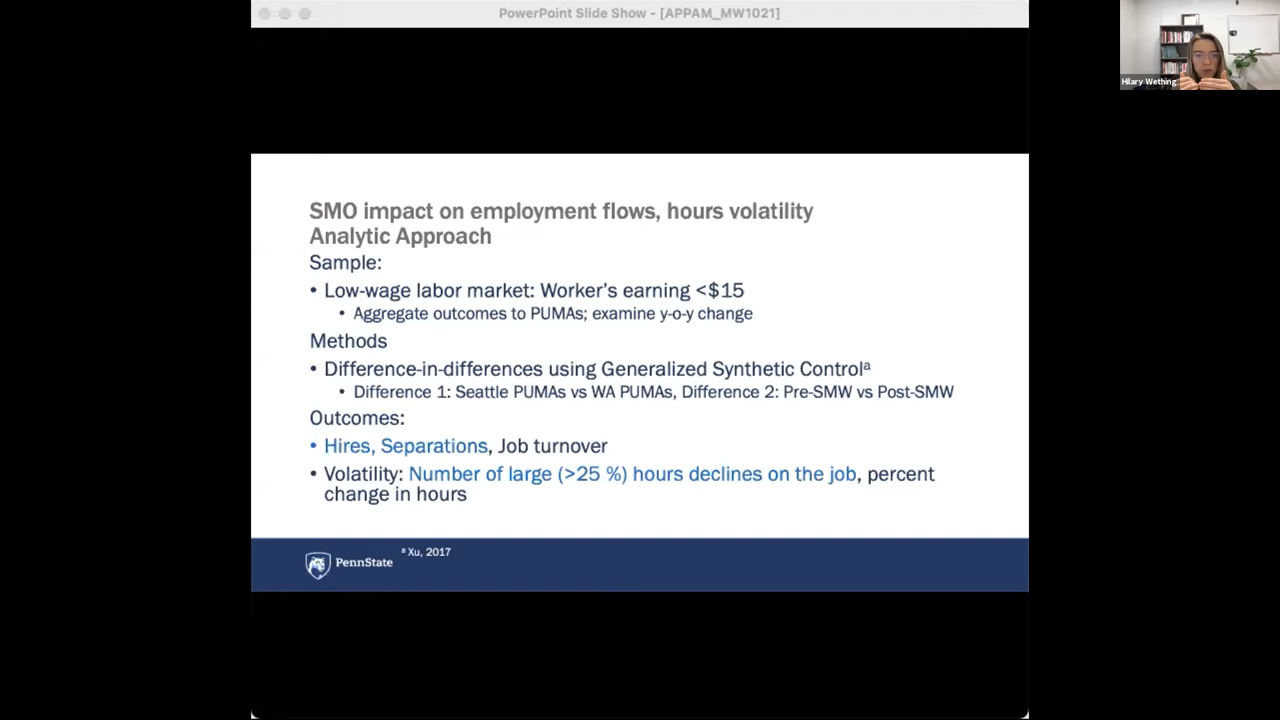 PowerPoint Slide Show - [APPAM_MW1021]
Hilary Wething
SMO impact on employment flows, hours volatility
Analytic Approach
Sample:
• Low-wage labor market: Worker's earning <$15
• Aggregate outcomes to PUMAs; examine y-o-y change
Methods
• Difference-in-differences using Generalized Synthetic Controlᵃ
• Difference 1: Seattle PUMAs vs WA PUMAs, Difference 2: Pre-SMW vs Post-SMW
Outcomes:
• Hires, Separations, Job turnover
• Volatility: Number of large (>25 %) hours declines on the job, percent
change in hours
ᵃ Xu, 2017
PennState